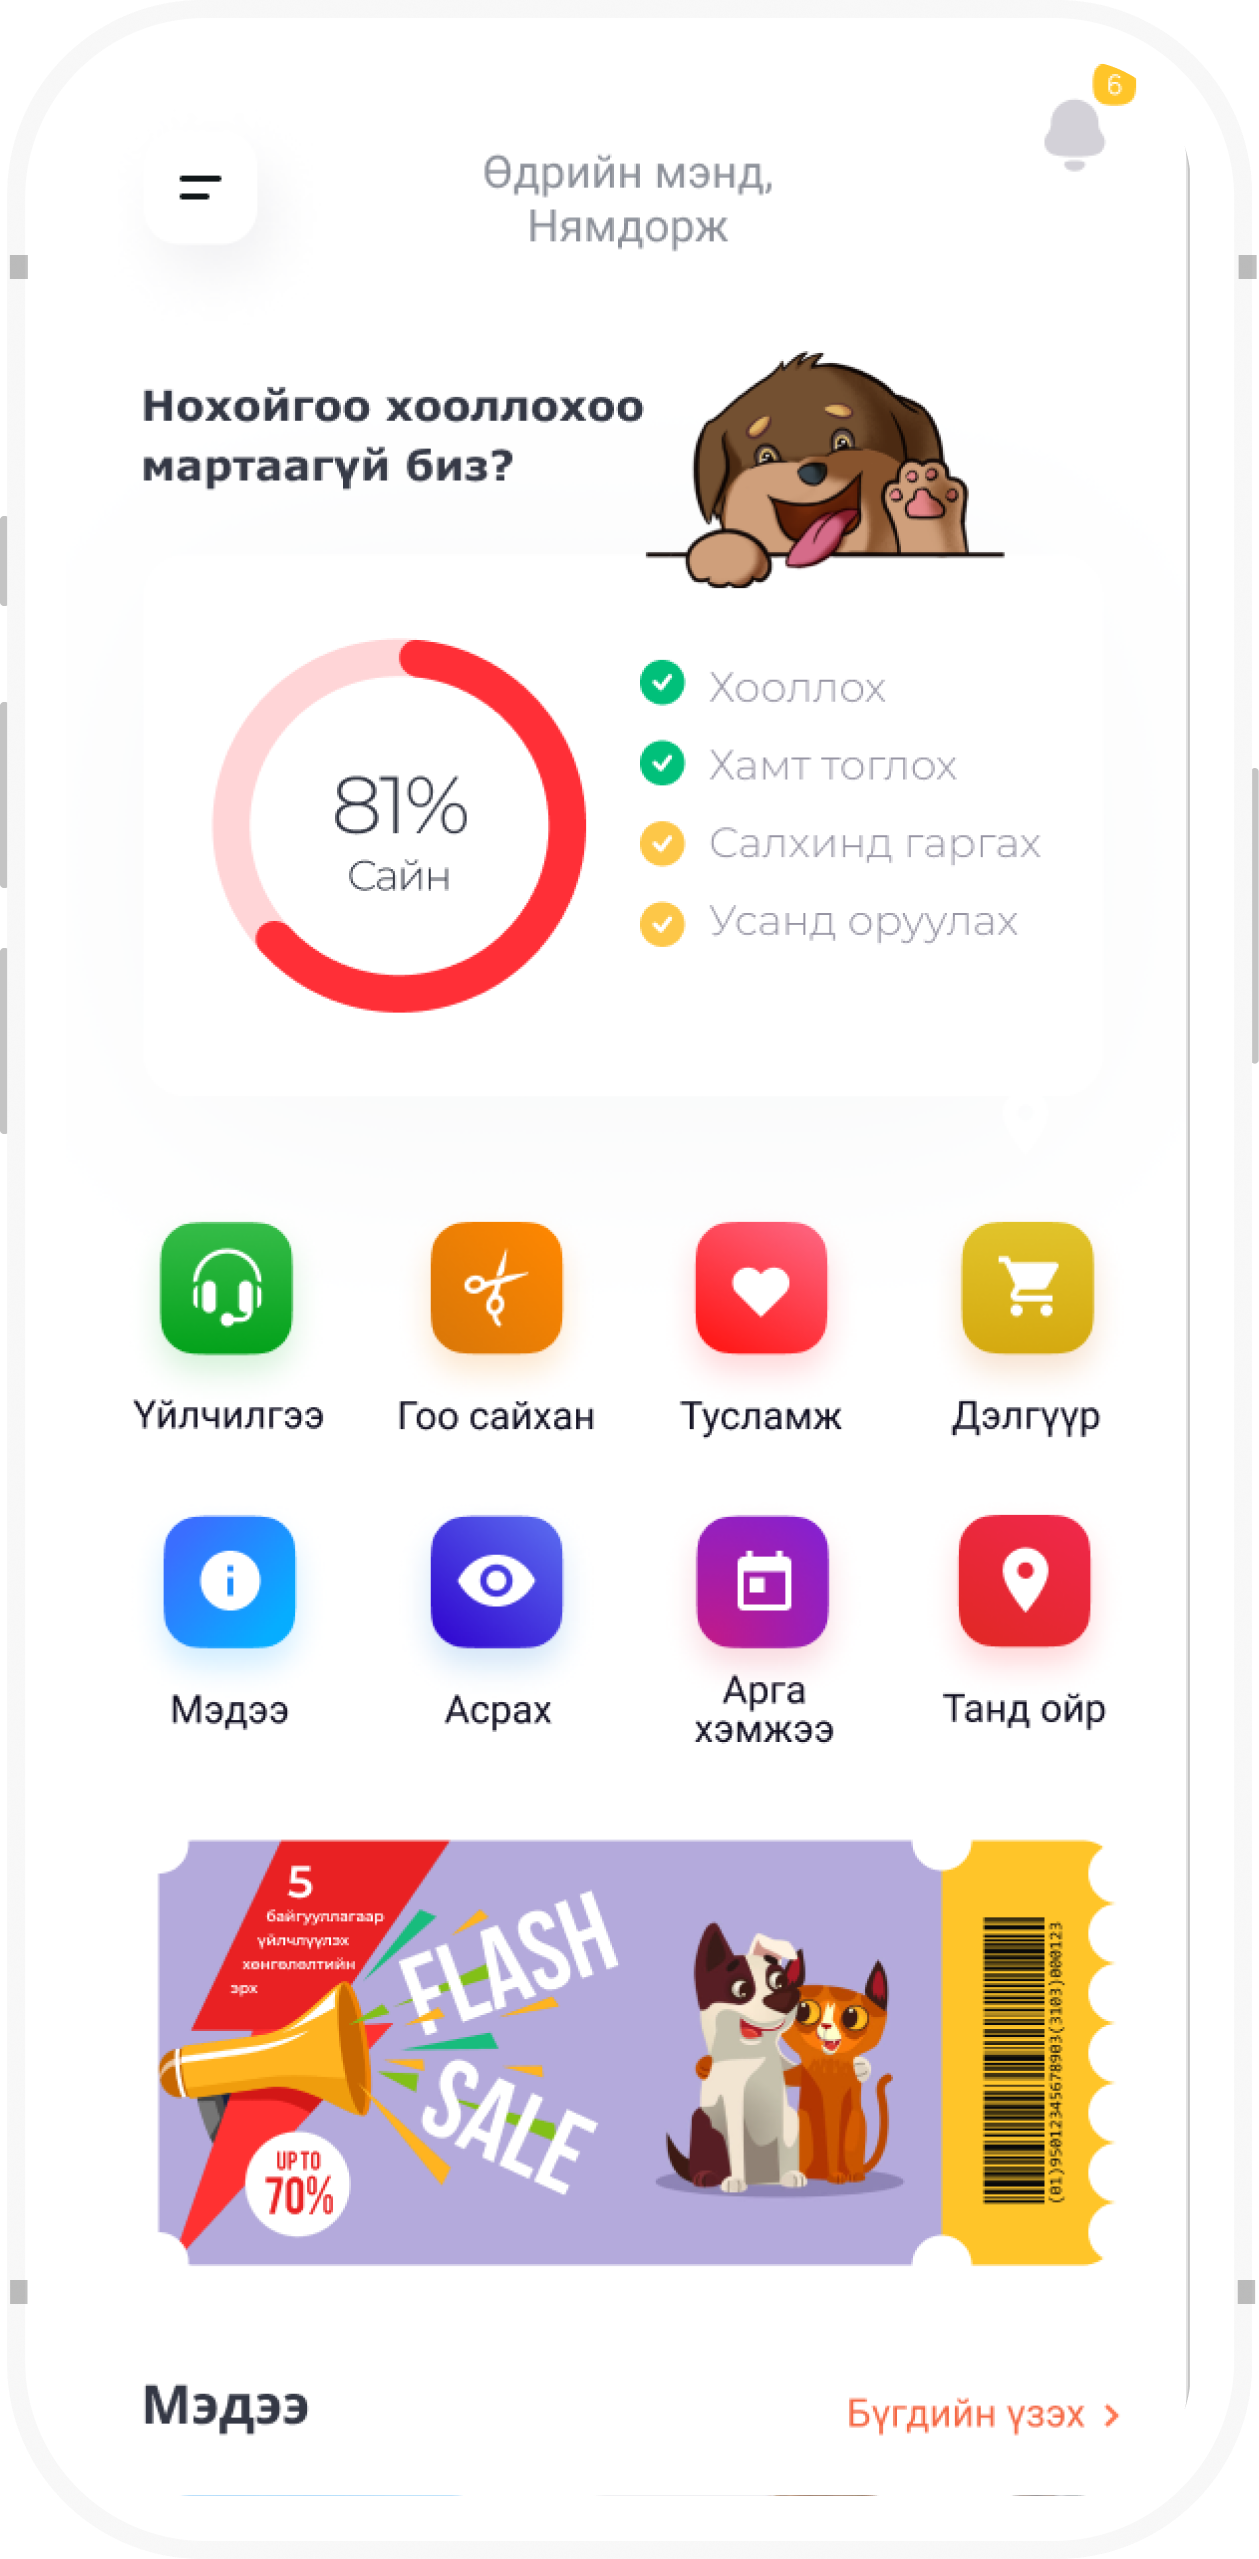 6
Өдрийн мэнд,
Нямдорж
Нохойгоо хооллохоо
мартаагүй биз?
81%
Сайн
Хооллох
Хамт тоглох
Салхинд гаргах
Усанд оруулах
Үйлчилгээ
Гоо сайхан
Тусламж
Дэлгүүр
Мэдээ
Асрах
Арга
хэмжээ
Танд ойр
5
байгууллагаар
үйлчлүүлэх
хөнгөлөлтийн
эрх
FLASH
SALE
UP TO
70%
(01)95012345678903(3103)000123
Мэдээ
Бүгдийн үзэх